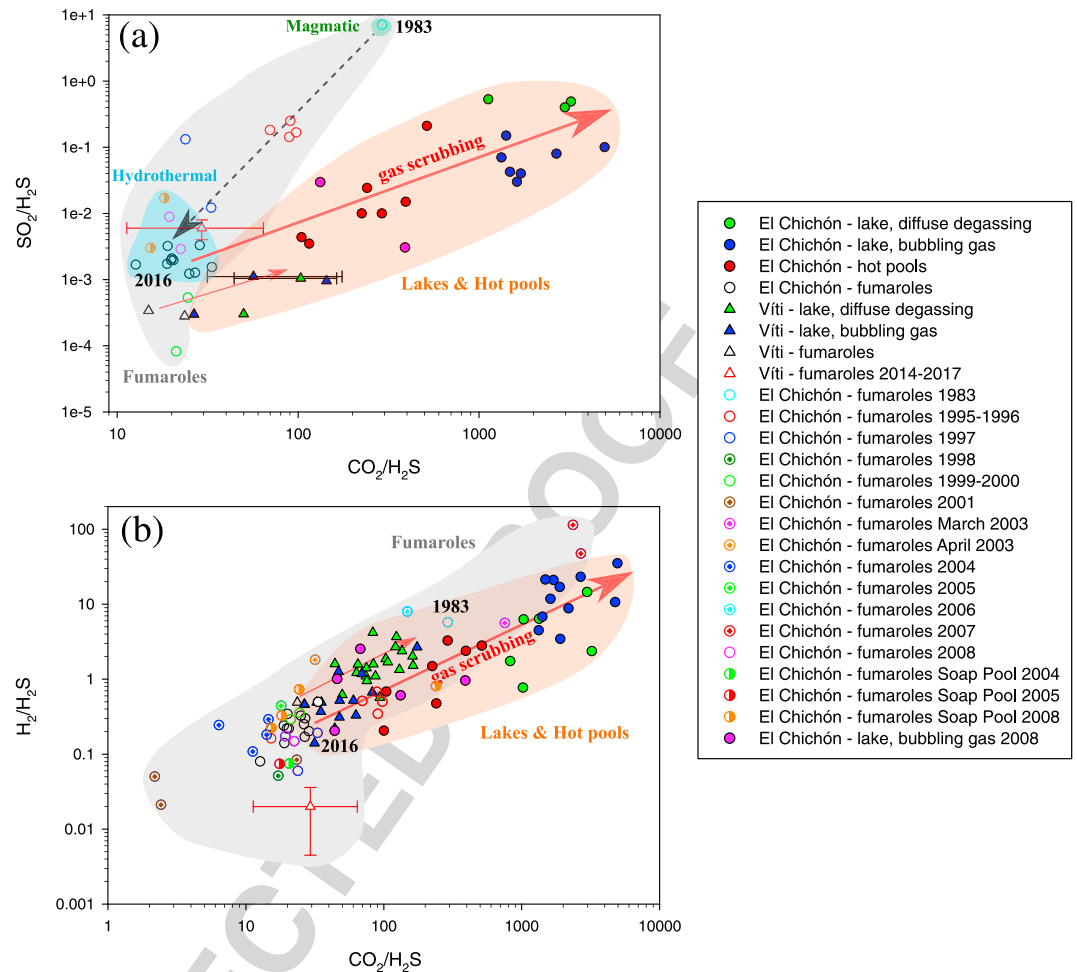 (a)
Magmatic
1983
gas scrubbing
Hydrothermal
2016
Lakes & Hot pools
Fumaroles
1e+1
1e+0
1e-1
1e-2
1e-3
1e-4
1e-5
SO2/H2S
10
100
1000
10000
CO2/H2S
(b)
Fumaroles
1983
gas scrubbing
2016
Lakes & Hot pools
100
10
1
0.1
0.01
0.001
H2/H2S
1
10
100
1000
10000
CO2/H2S
El Chichón - lake, diffuse degassing
El Chichón - lake, bubbling gas
El Chichón - hot pools
El Chichón - fumaroles
Víti - lake, diffuse degassing
Víti - lake, bubbling gas
Víti - fumaroles
Víti - fumaroles 2014-2017
El Chichón - fumaroles 1983
El Chichón - fumaroles 1995-1996
El Chichón - fumaroles 1997
El Chichón - fumaroles 1998
El Chichón - fumaroles 1999-2000
El Chichón - fumaroles 2001
El Chichón - fumaroles March 2003
El Chichón - fumaroles April 2003
El Chichón - fumaroles 2004
El Chichón - fumaroles 2005
El Chichón - fumaroles 2006
El Chichón - fumaroles 2007
El Chichón - fumaroles 2008
El Chichón - fumaroles Soap Pool 2004
El Chichón - fumaroles Soap Pool 2005
El Chichón - fumaroles Soap Pool 2008
El Chichón - lake, bubbling gas 2008